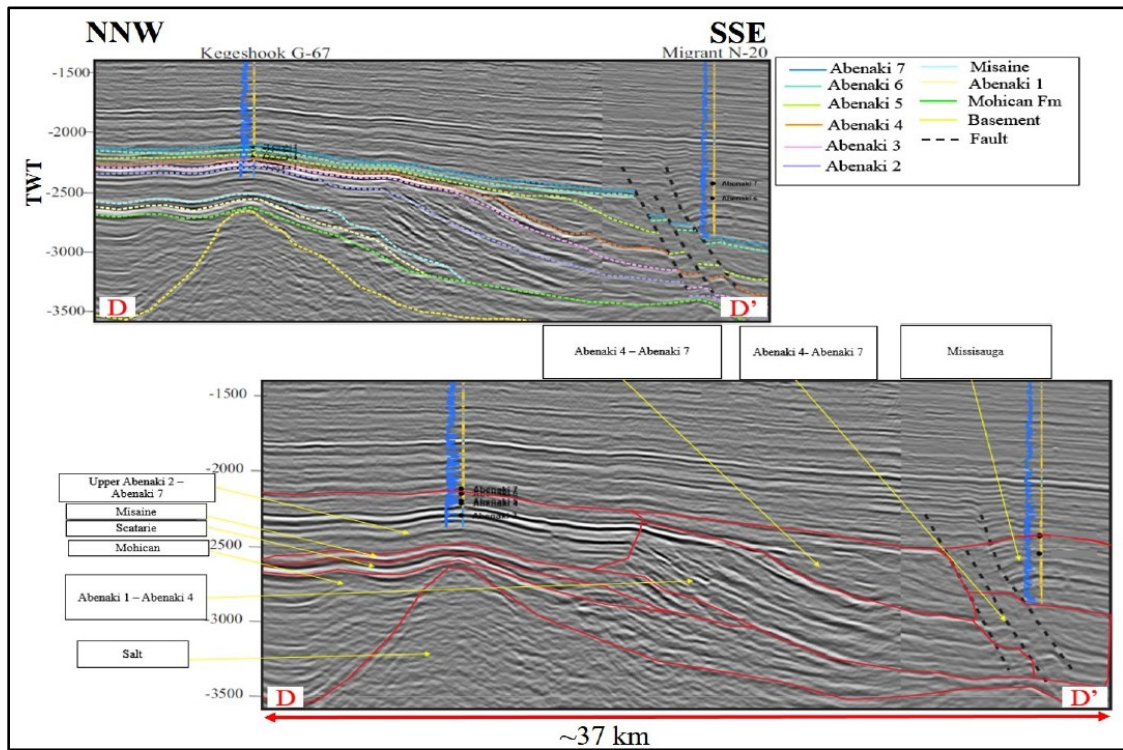 NNW
SSE
Kegeshook G-67
Migrant N-20
TWT
-1500
-2000
-2500
-3000
-3500
D
D'
Abenaki 7
Abenaki 6
Abenaki 5
Abenaki 4
Abenaki 3
Abenaki 2
Misaine
Abenaki 1
Mohican Fm
Basement
Fault
Abenaki 4 – Abenaki 7
Abenaki 4- Abenaki 7
Missisauga
-1500
-2000
-2500
-3000
-3500
Upper Abenaki 2 –
Abenaki 7
Misaine
Scatarie
Mohican
Abenaki 1 – Abenaki 4
Salt
D
D'
~37 km